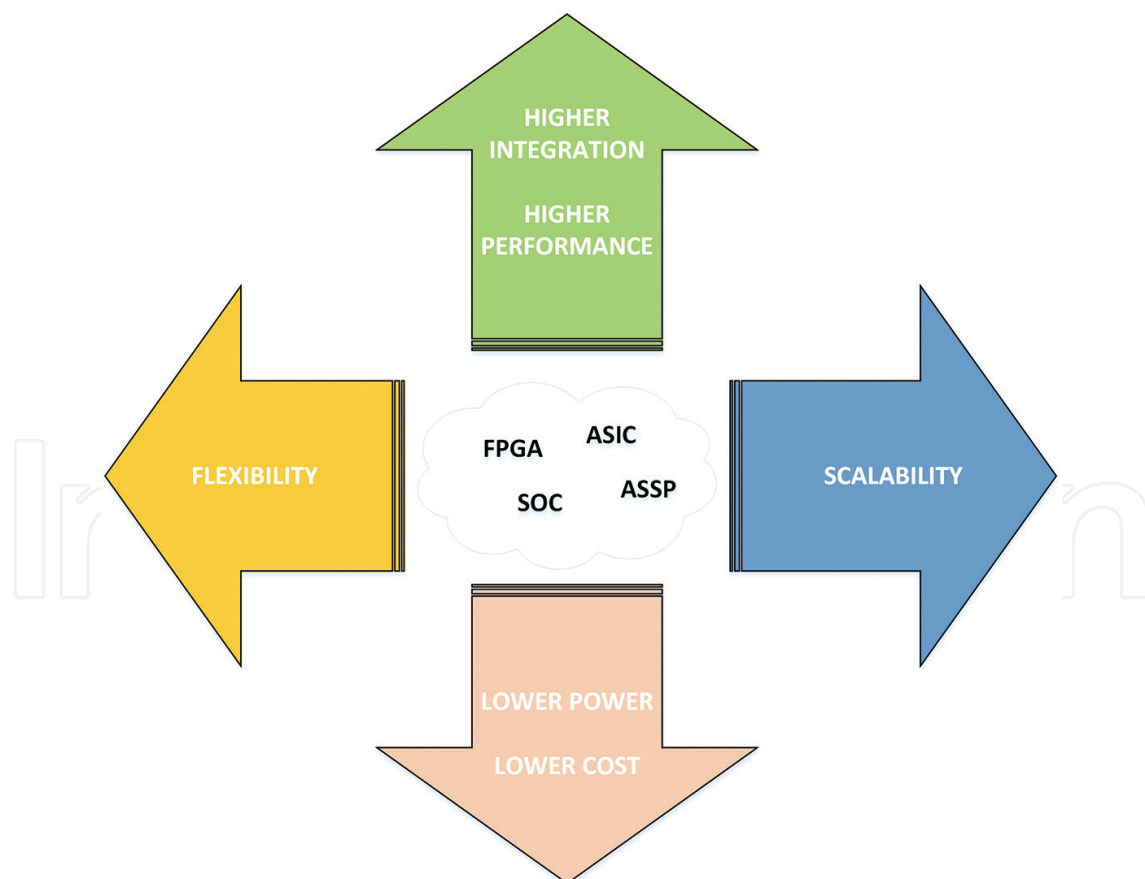 HIGHER
INTEGRATION
HIGHER
PERFORMANCE
FLEXIBILITY
FPGA
ASIC
SOC
ASSP
SCALABILITY
LOWER POWER
LOWER COST